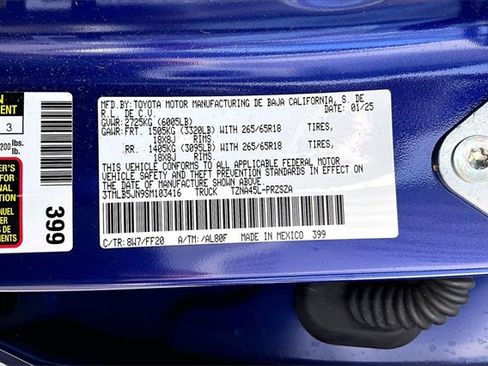 MFD.BY: TOYOTA MOTOR MANUFACTURING DE BAJA CALIFORNIA, S. DE
R. L. DE C.V. 01/25
GVWR: 2725KG (6005LB)
GAWR: FRT. 1505KG (3320LB) WITH 265/65R18 TIRES,
18X8J RIMS
RR. 1405KG (3095LB) WITH 265/65R18 TIRES,
18X8J RIMS
THIS VEHICLE CONFORMS TO ALL APPLICABLE FEDERAL MOTOR
VEHICLE SAFETY AND THEFT PREVENTION STANDARDS IN EFFECT ON
THE DATE OF MANUFACTURE SHOWN ABOVE.
3TMLB5JN9SM103416 TRUCK TZNA45L-PRZSZA
C/TR: 8W7/FF20 A/TM: /AL80F MADE IN MEXICO 399
399
3
200 lbs.